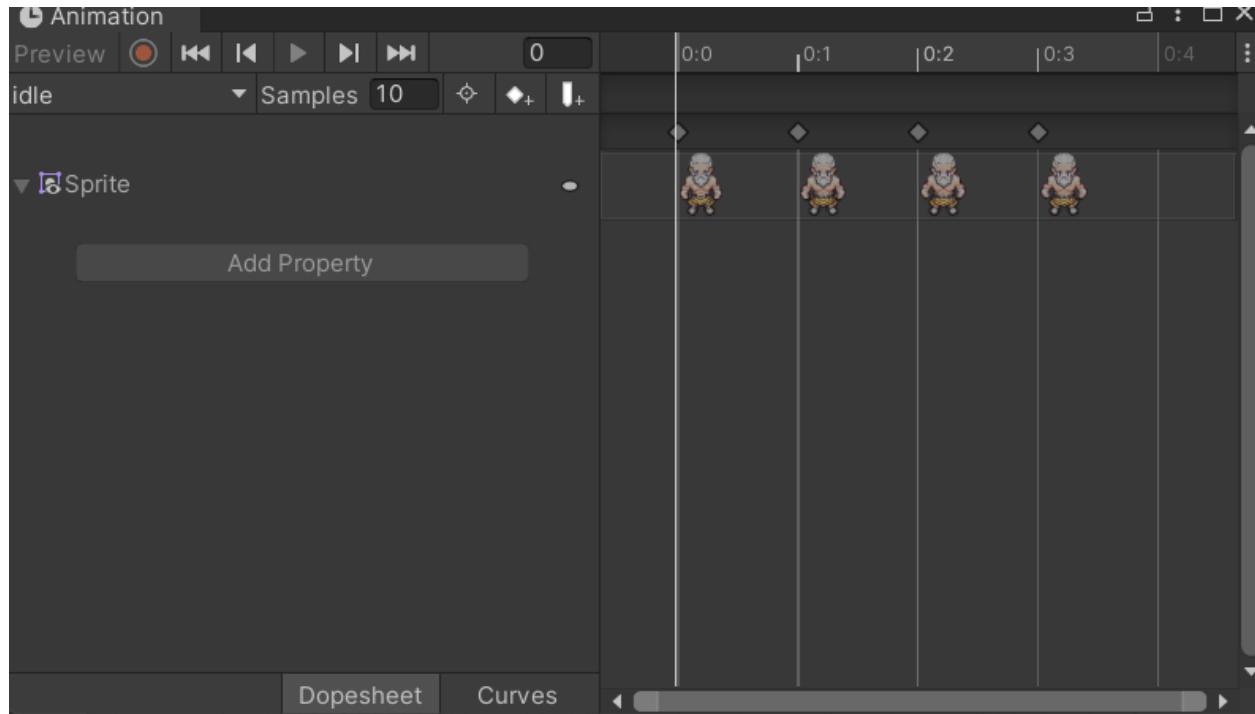 Animation
Preview 0 0:0 0:1 0:2 0:3 0:4
idle Samples 10
Sprite
Add Property
Dopesheet Curves